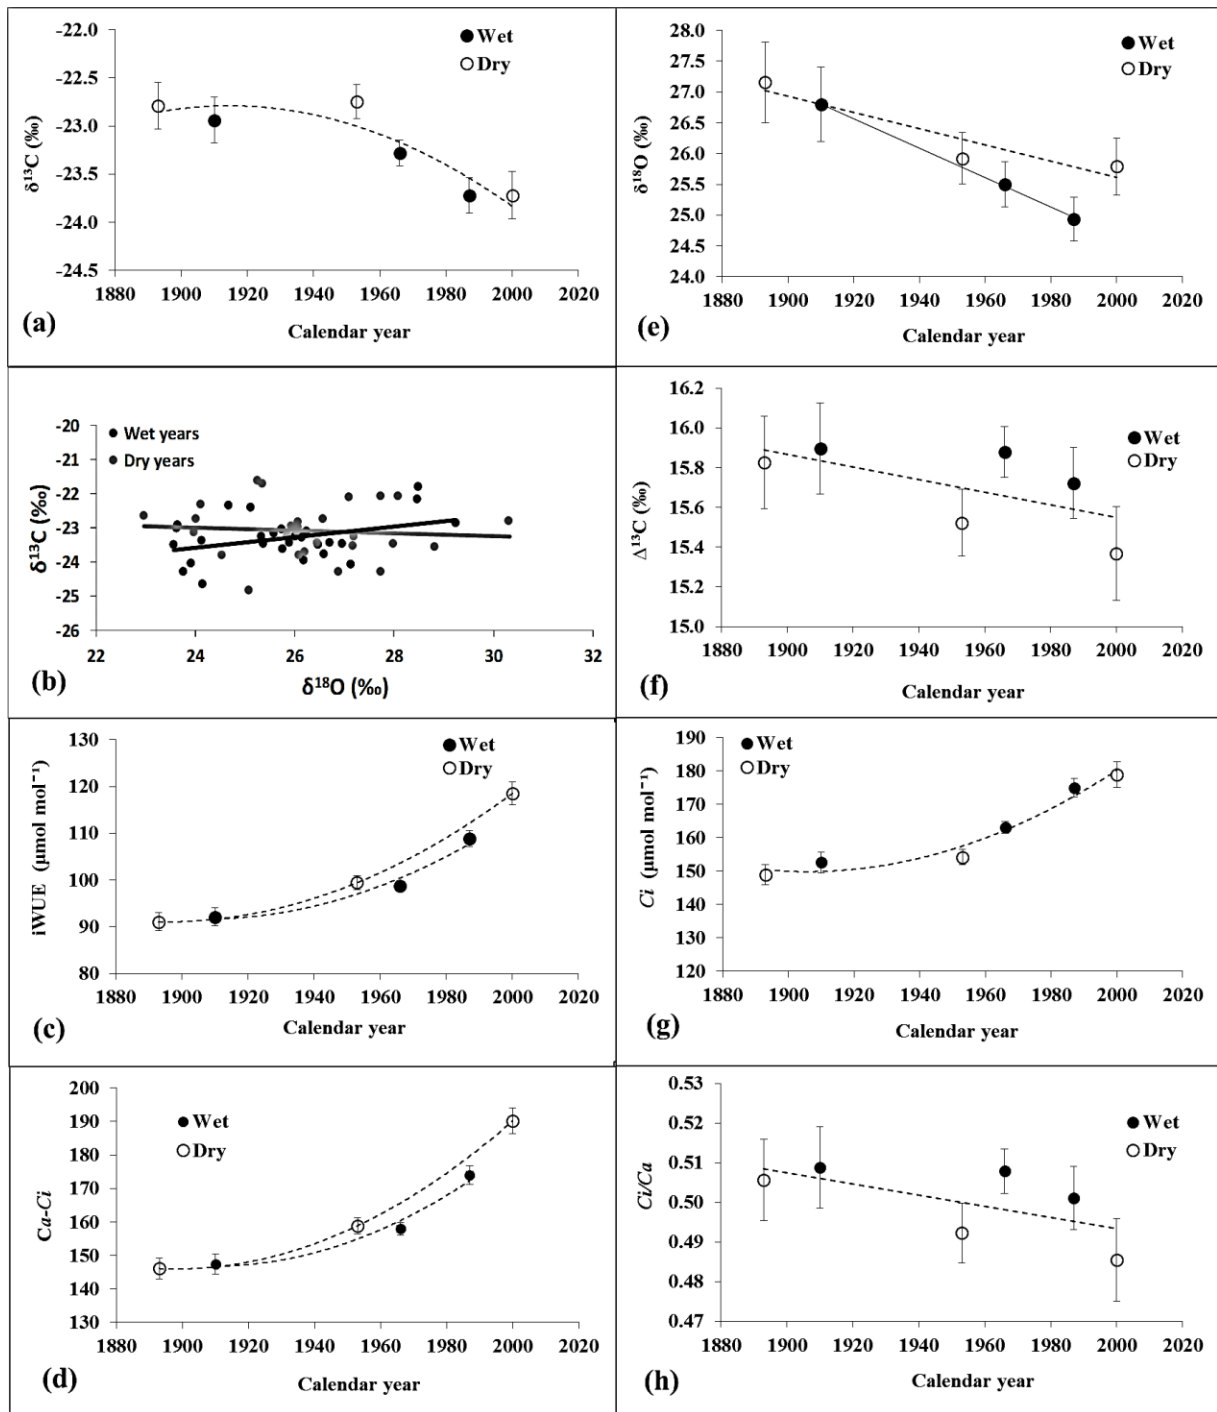 -22.0
-22.5
-23.0
-23.5
-24.0
-24.5
δ¹³C (‰)
Wet
Dry
1880 1900 1920 1940 1960 1980 2000 2020
Calendar year
(a)
28.0
27.5
27.0
26.5
26.0
25.5
25.0
24.5
24.0
δ¹⁸O (‰)
Wet
Dry
1880 1900 1920 1940 1960 1980 2000 2020
Calendar year
(e)
-20
-21
-22
-23
-24
-25
-26
δ¹³C (‰)
Wet years
Dry years
22 24 26 28 30 32
δ¹⁸O (‰)
(b)
16.2
16.0
15.8
15.6
15.4
15.2
15.0
Δ¹³C (‰)
Wet
Dry
1880 1900 1920 1940 1960 1980 2000 2020
Calendar year
(f)
130
120
110
100
90
80
iWUE (µmol mol⁻¹)
Wet
Dry
1880 1900 1920 1940 1960 1980 2000 2020
Calendar year
(c)
190
180
170
160
150
140
130
120
Ci (µmol mol⁻¹)
Wet
Dry
1880 1900 1920 1940 1960 1980 2000 2020
Calendar year
(g)
200
190
180
170
160
150
140
130
Ca-Ci
Wet
Dry
1880 1900 1920 1940 1960 1980 2000 2020
Calendar year
(d)
0.53
0.52
0.51
0.50
0.49
0.48
0.47
Ci/Ca
Wet
Dry
1880 1900 1920 1940 1960 1980 2000 2020
Calendar year
(h)